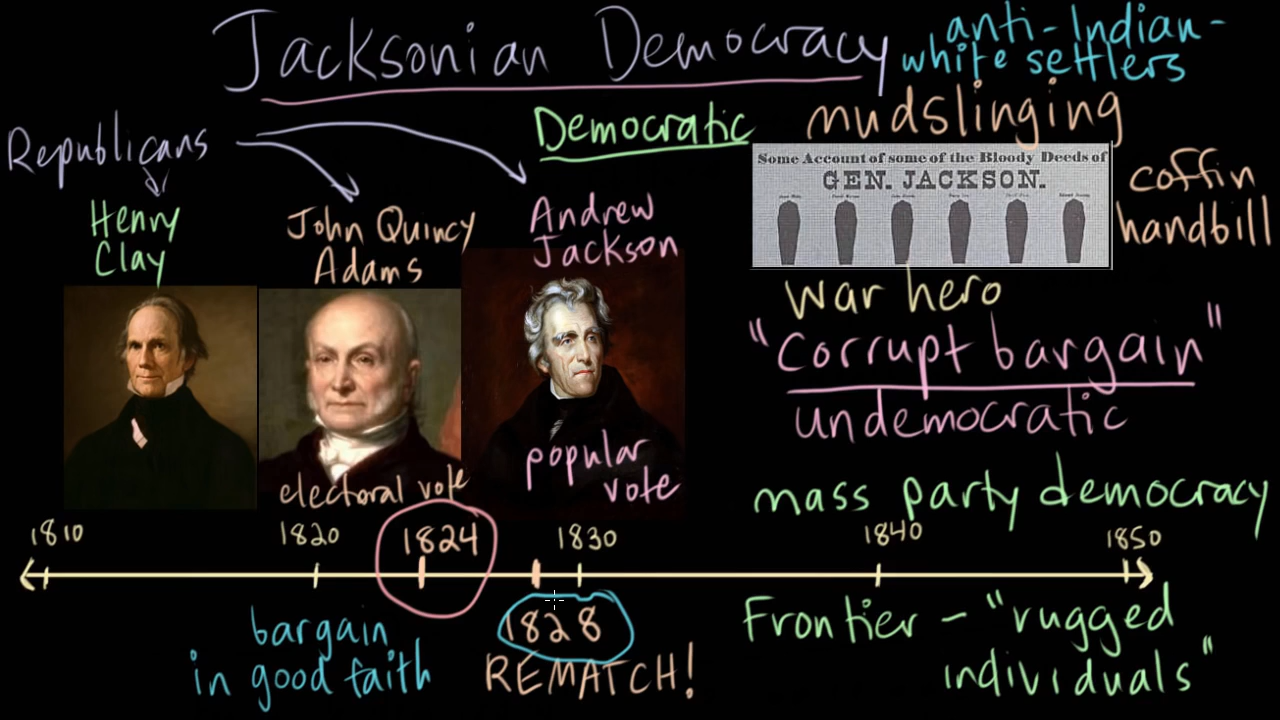 Jacksonian Democracy
anti-Indian-
white settlers
Republicans
Democratic
mudslinging
Some Account of some of the Bloody Deeds of
GEN. JACKSON.
coffin
handbill
Henry
Clay
John Quincy
Adams
Andrew
Jackson
war hero
"corrupt bargain"
undemocratic
electoral vote
popular
vote
mass party democracy
1810
1820
1824
1830
1840
1850
bargain
in good faith
1828
REMATCH!
Frontier - "rugged
individuals"